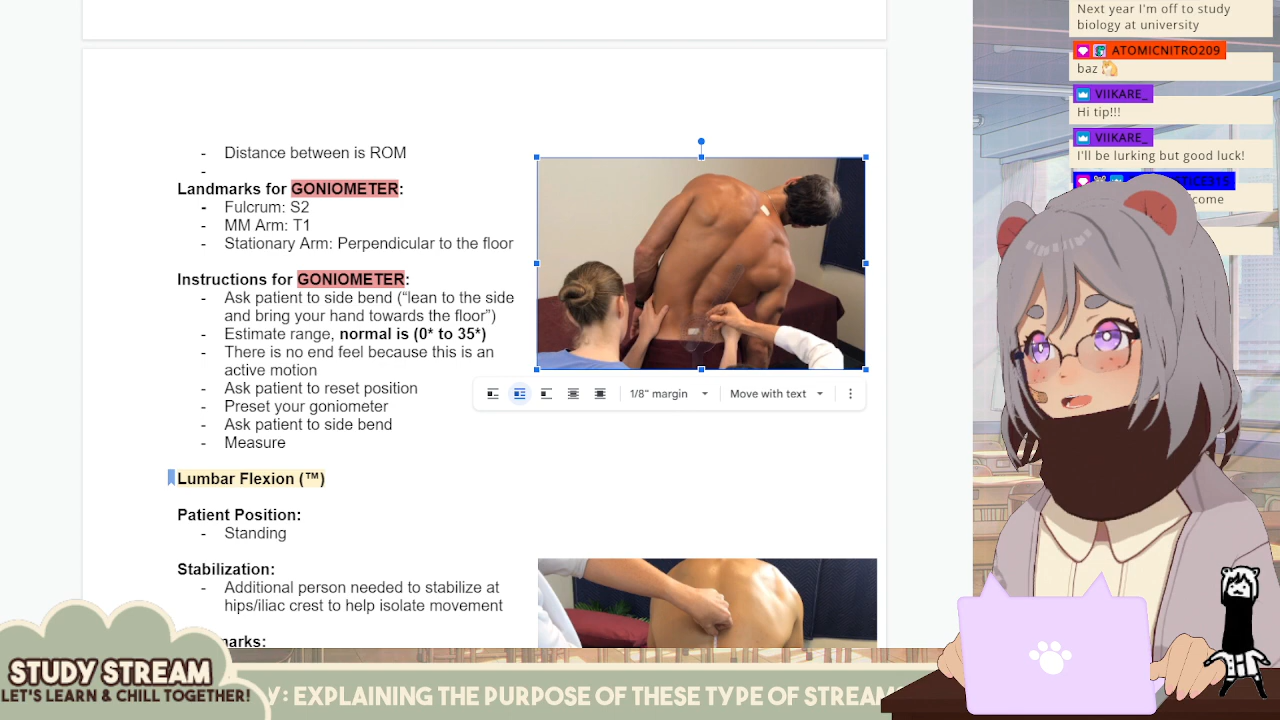 - Distance between is ROM
-
Landmarks for GONIOMETER:
- Fulcrum: S2
- MM Arm: T1
- Stationary Arm: Perpendicular to the floor
Instructions for GONIOMETER:
- Ask patient to side bend (“lean to the side
and bring your hand towards the floor”)
- Estimate range, normal is (0* to 35*)
- There is no end feel because this is an
active motion
- Ask patient to reset position
- Preset your goniometer
- Ask patient to side bend
- Measure
1/8" margin
Move with text
Lumbar Flexion (™)
Patient Position:
- Standing
Stabilization:
- Additional person needed to stabilize at
hips/iliac crest to help isolate movement
arks:
STUDY STREAM
LET'S LEARN & CHILL TOGETHER!
Y: EXPLAINING THE PURPOSE OF THESE TYPE OF STREAM
Next year I'm off to study
biology at university
ATOMICNITRO209
baz
VIIKARE_
Hi tip!!!
VIIKARE_
I'll be lurking but good luck!
come